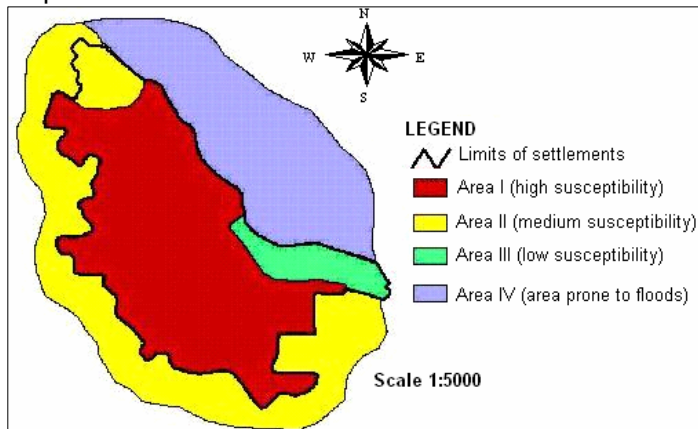 N
W E
S
LEGEND
Limits of settlements
Area I (high susceptibility)
Area II (medium susceptibility)
Area III (low susceptibility)
Area IV (area prone to floods)
Scale 1:5000